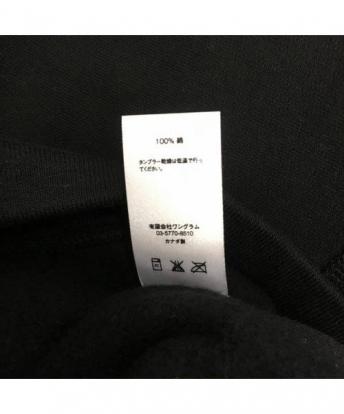 100% 綿
タンブラー乾燥は低温で行っ
てください。
有限会社ワングラム
03-5770-6510
カナダ製